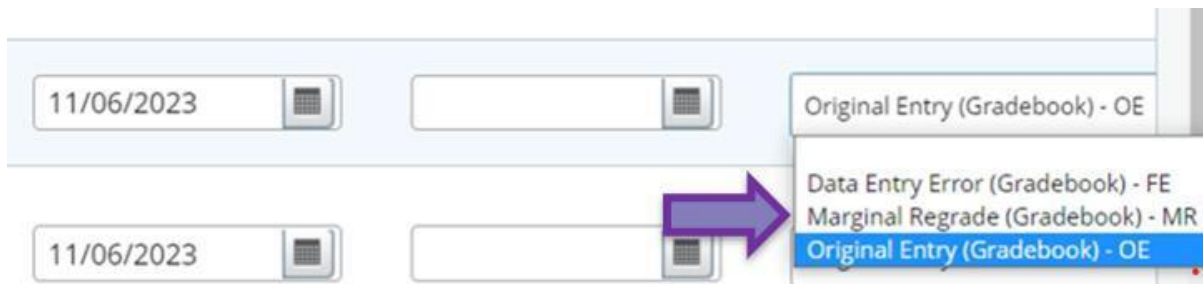 11/06/2023 Original Entry (Gradebook) - OE
Data Entry Error (Gradebook) - FE
Marginal Regrade (Gradebook) - MR
11/06/2023 Original Entry (Gradebook) - OE